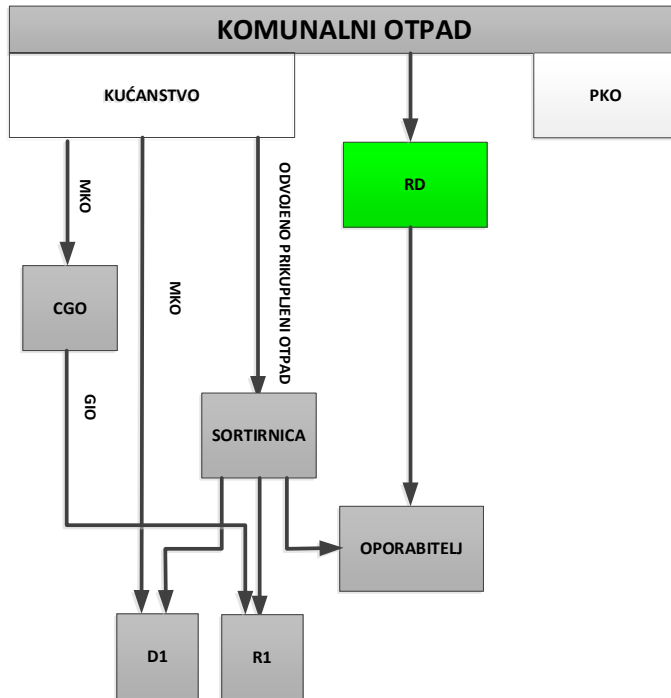 KOMUNALNI OTPAD
KUĆANSTVO
PKO
RD
MKO
MKO
ODVOJENO PRIKUPLJENI OTPAD
CGO
GIO
SORTIRNICA
OPORABITELJ
D1
R1